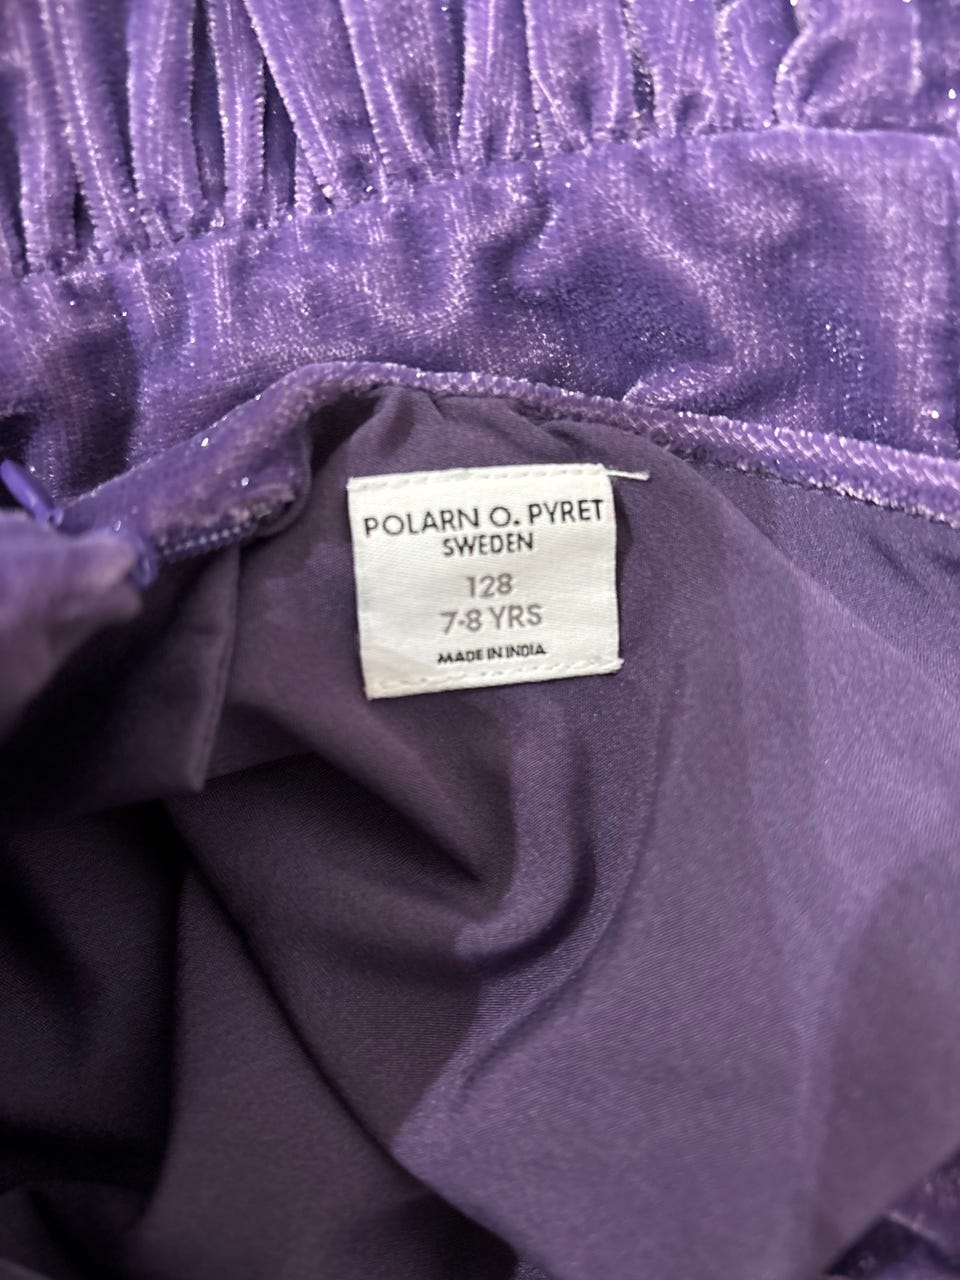 POLARN O. PYRET
SWEDEN
128
7-8 YRS
MADE IN INDIA